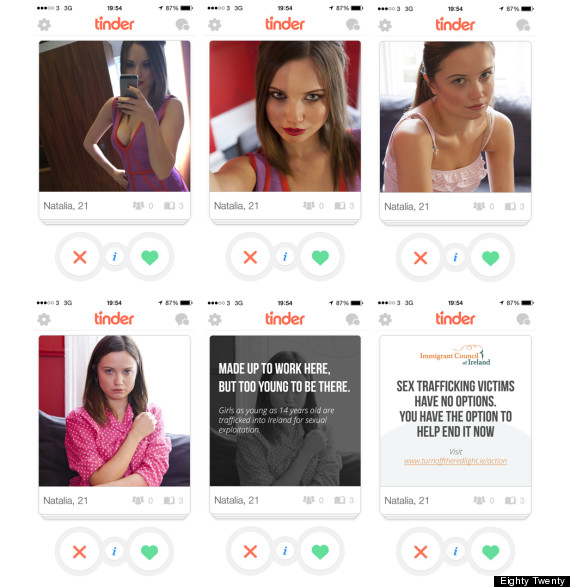 ●●●○○ 3 3G 19:54 87%
●●●○○ 3 3G 19:54 87%
●●●○○ 3 3G 19:54 87%
tinder
tinder
tinder
Natalia, 21 0 3
Natalia, 21 0 3
Natalia, 21 0 3
i
i
i
●●●○○ 3 3G 19:54 87%
●●●○○ 3 3G 19:54 87%
●●●○○ 3 3G 19:54 87%
tinder
tinder
tinder
MADE UP TO WORK HERE,
BUT TOO YOUNG TO BE THERE.
Girls as young as 14 years old are
trafficked into Ireland for sexual
exploitation.
Immigrant Council
of Ireland
SEX TRAFFICKING VICTIMS
HAVE NO OPTIONS.
YOU HAVE THE OPTION TO
HELP END IT NOW
Visit
www.turnofftheredlight.ie/action
Natalia, 21 0 3
Natalia, 21 0 3
Natalia, 21 0 3
i
i
i
Eighty Twenty